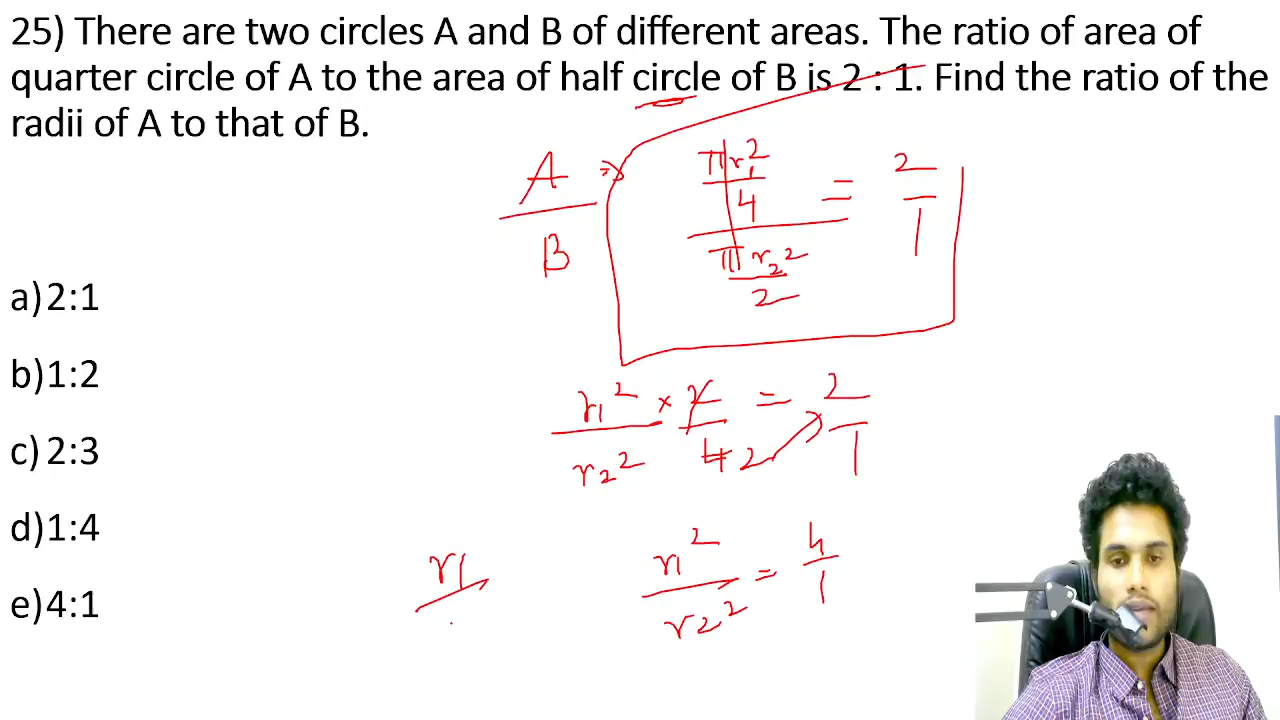 25) There are two circles A and B of different areas. The ratio of area of
quarter circle of A to the area of half circle of B is 2 : 1. Find the ratio of the
radii of A to that of B.
A/B ⇒ (πr₁²/4)/(πr₂²/2) = 2/1
a)2:1
b)1:2
r₁²/r₂² × 2/4 2 = 2/1
c) 2:3
d)1:4
r₁ r₁²/r₂² = 4/1
e)4:1